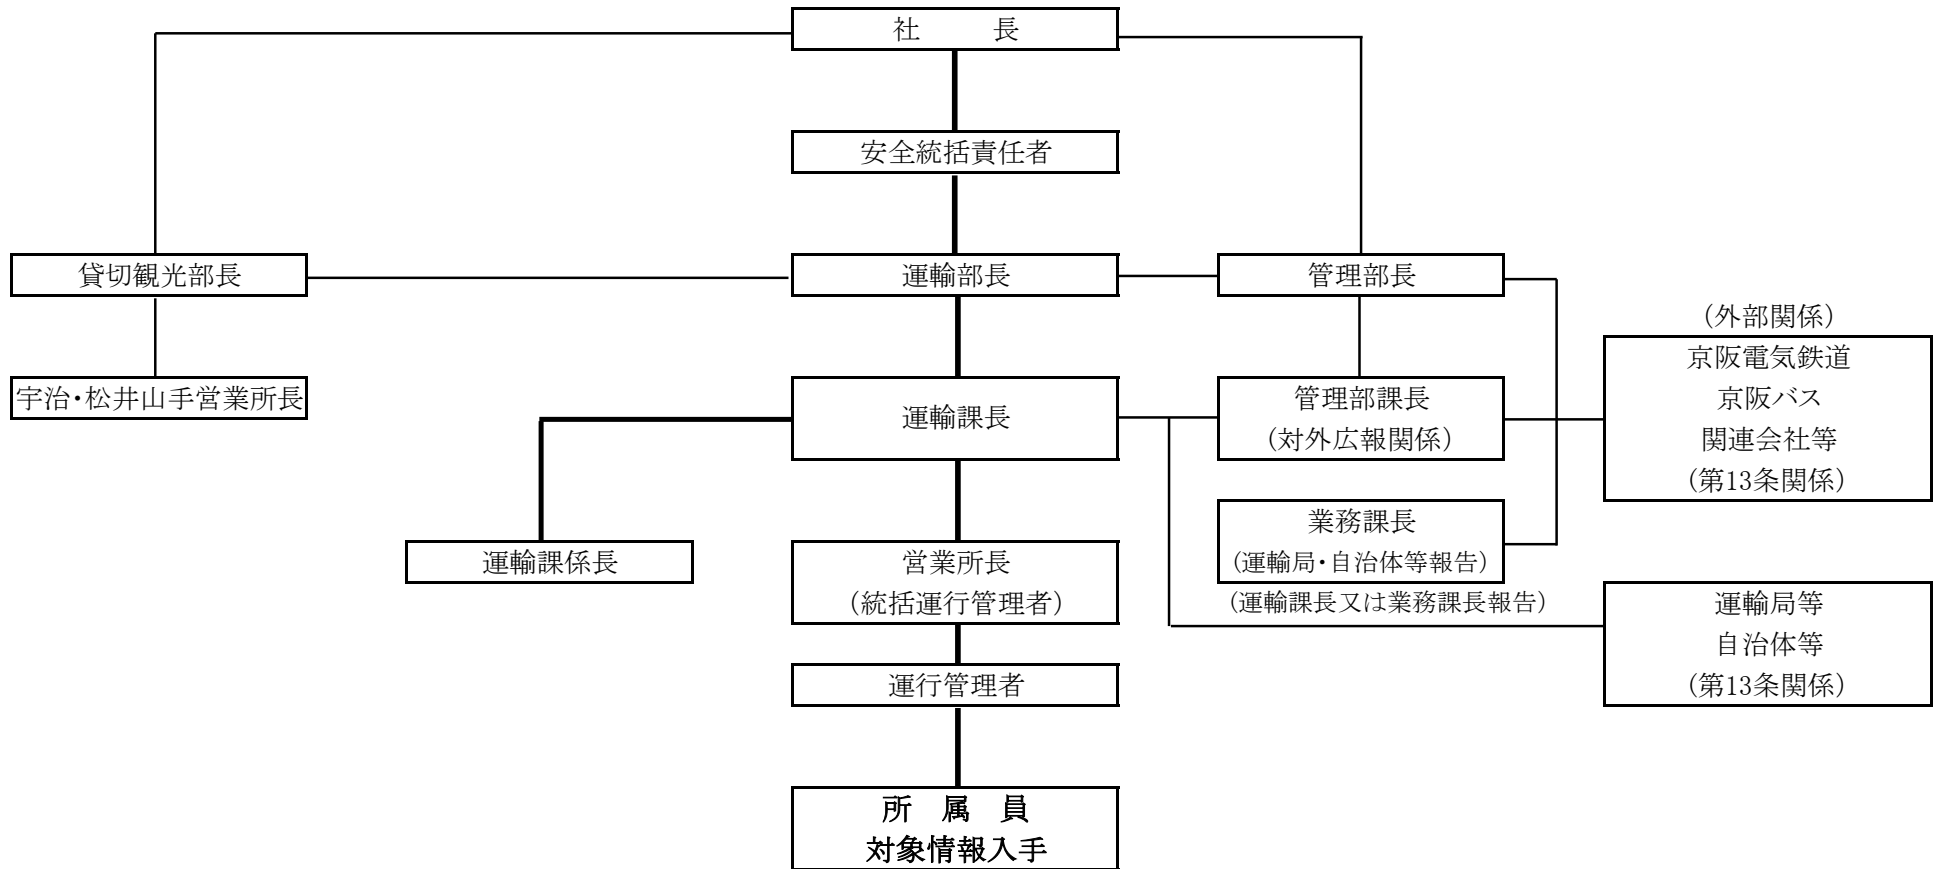 社　　　長
安全統括責任者
貸切観光部長
運輸部長
管理部長
（外部関係）
京阪電気鉄道
京阪バス
関連会社等
（第13条関係）
宇治・松井山手営業所長
運輸課長
管理部課長
（対外広報関係）
業務課長
（運輸局・自治体等報告）
（運輸課長又は業務課長報告）
運輸課係長
営業所長
（統括運行管理者）
運輸局等
自治体等
（第13条関係）
運行管理者
所　属　員
対象情報入手